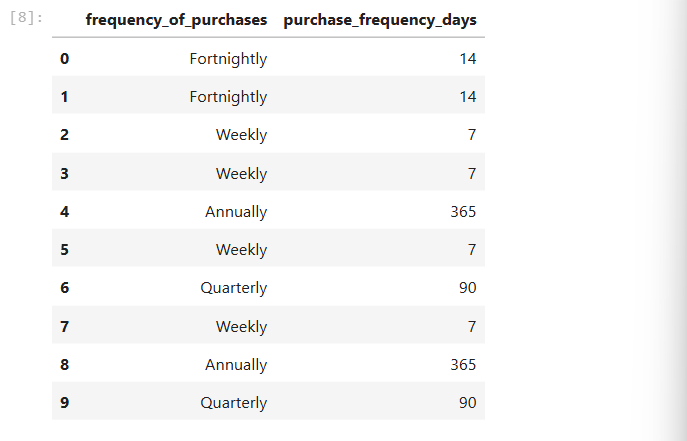 [8]:
frequency_of_purchases purchase_frequency_days
0 Fortnightly 14
1 Fortnightly 14
2 Weekly 7
3 Weekly 7
4 Annually 365
5 Weekly 7
6 Quarterly 90
7 Weekly 7
8 Annually 365
9 Quarterly 90